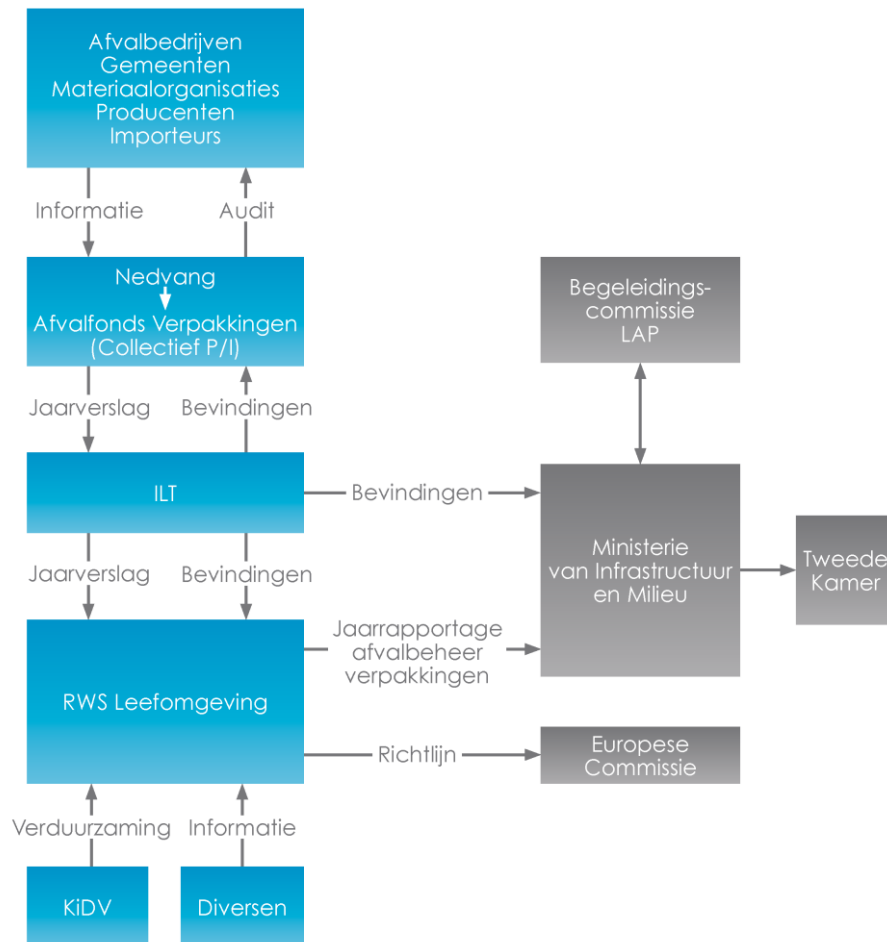 Afvalbedrijven
Gemeenten
Materiaalorganisaties
Producenten
Importeurs
Informatie
Audit
Nedvang
Afvalfonds Verpakkingen
(Collectief P/I)
Begeleidings-
commissie
LAP
Jaarverslag
Bevindingen
ILT
Bevindingen
Ministerie
van Infrastructuur
en Milieu
Tweede
Kamer
Jaarverslag
Bevindingen
Jaarrapportage
afvalbeheer
verpakkingen
RWS Leefomgeving
Richtlijn
Europese
Commissie
Verduurzaming
Informatie
KiDV
Diversen